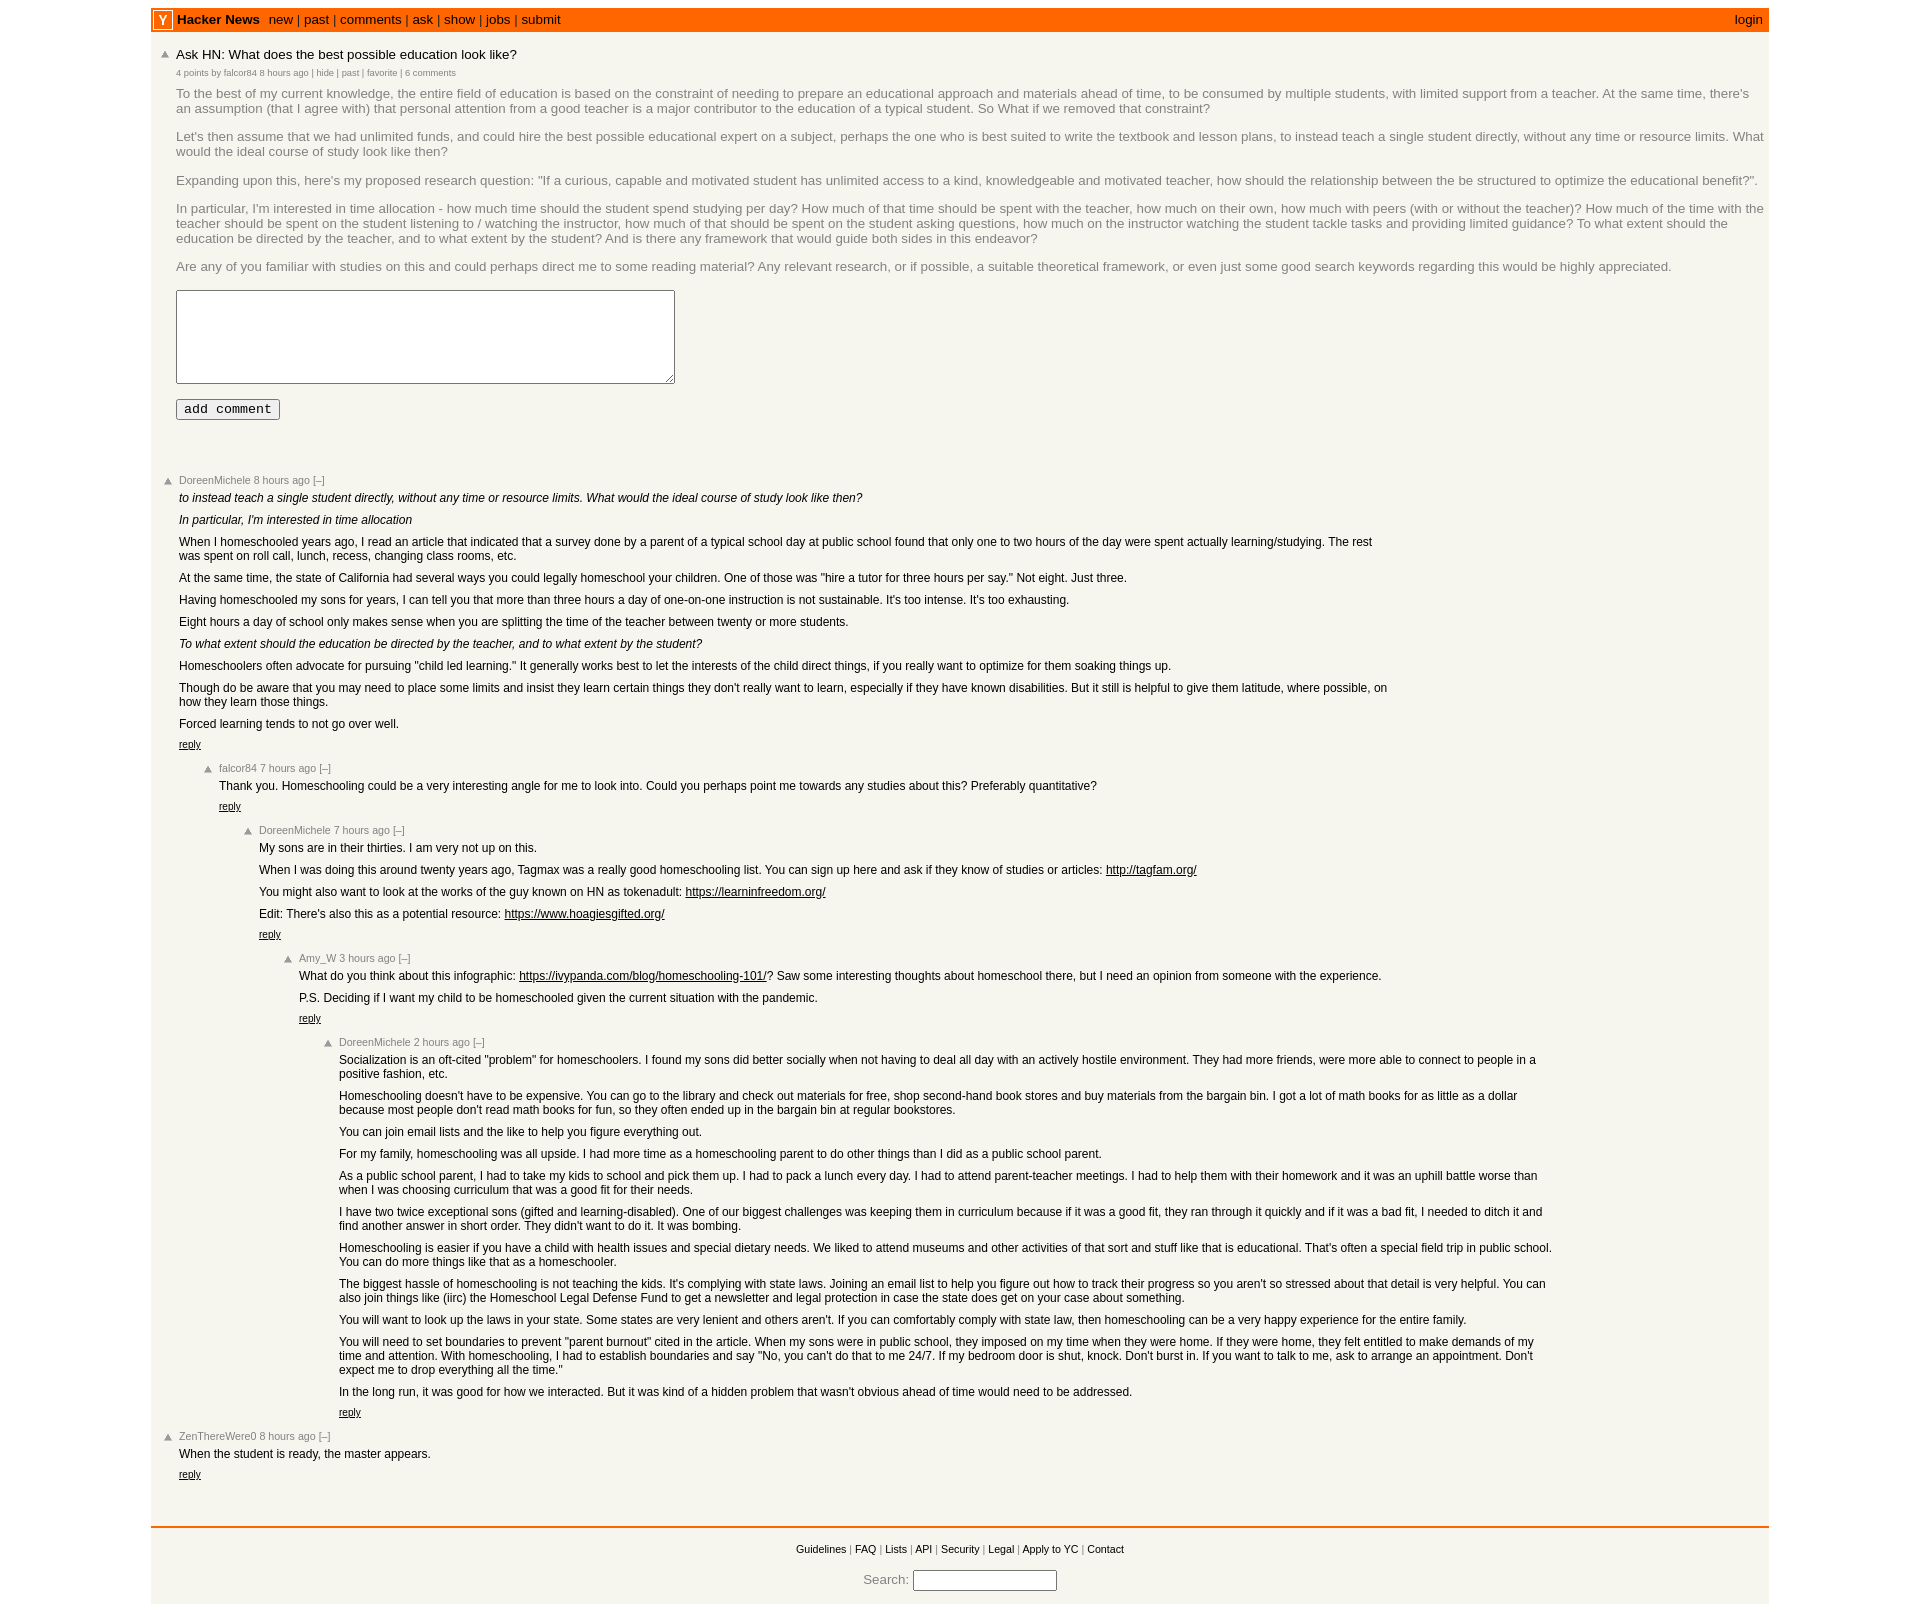 Y Hacker News new | past | comments | ask | show | jobs | submit login
Ask HN: What does the best possible education look like?
4 points by falcor84 8 hours ago | hide | past | favorite | 6 comments
To the best of my current knowledge, the entire field of education is based on the constraint of needing to prepare an educational approach and materials ahead of time, to be consumed by multiple students, with limited support from a teacher. At the same time, there's
an assumption (that I agree with) that personal attention from a good teacher is a major contributor to the education of a typical student. So What if we removed that constraint?
Let's then assume that we had unlimited funds, and could hire the best possible educational expert on a subject, perhaps the one who is best suited to write the textbook and lesson plans, to instead teach a single student directly, without any time or resource limits. What
would the ideal course of study look like then?
Expanding upon this, here's my proposed research question: "If a curious, capable and motivated student has unlimited access to a kind, knowledgeable and motivated teacher, how should the relationship between the be structured to optimize the educational benefit?".
In particular, I'm interested in time allocation - how much time should the student spend studying per day? How much of that time should be spent with the teacher, how much on their own, how much with peers (with or without the teacher)? How much of the time with the
teacher should be spent on the student listening to / watching the instructor, how much of that should be spent on the student asking questions, how much on the instructor watching the student tackle tasks and providing limited guidance? To what extent should the
education be directed by the teacher, and to what extent by the student? And is there any framework that would guide both sides in this endeavor?
Are any of you familiar with studies on this and could perhaps direct me to some reading material? Any relevant research, or if possible, a suitable theoretical framework, or even just some good search keywords regarding this would be highly appreciated.
add comment
DoreenMichele 8 hours ago [–]
to instead teach a single student directly, without any time or resource limits. What would the ideal course of study look like then?
In particular, I'm interested in time allocation
When I homeschooled years ago, I read an article that indicated that a survey done by a parent of a typical school day at public school found that only one to two hours of the day were spent actually learning/studying. The rest
was spent on roll call, lunch, recess, changing class rooms, etc.
At the same time, the state of California had several ways you could legally homeschool your children. One of those was "hire a tutor for three hours per say." Not eight. Just three.
Having homeschooled my sons for years, I can tell you that more than three hours a day of one-on-one instruction is not sustainable. It's too intense. It's too exhausting.
Eight hours a day of school only makes sense when you are splitting the time of the teacher between twenty or more students.
To what extent should the education be directed by the teacher, and to what extent by the student?
Homeschoolers often advocate for pursuing "child led learning." It generally works best to let the interests of the child direct things, if you really want to optimize for them soaking things up.
Though do be aware that you may need to place some limits and insist they learn certain things they don't really want to learn, especially if they have known disabilities. But it still is helpful to give them latitude, where possible, on
how they learn those things.
Forced learning tends to not go over well.
reply
falcor84 7 hours ago [–]
Thank you. Homeschooling could be a very interesting angle for me to look into. Could you perhaps point me towards any studies about this? Preferably quantitative?
reply
DoreenMichele 7 hours ago [–]
My sons are in their thirties. I am very not up on this.
When I was doing this around twenty years ago, Tagmax was a really good homeschooling list. You can sign up here and ask if they know of studies or articles: http://tagfam.org/
You might also want to look at the works of the guy known on HN as tokenadult: https://learninfreedom.org/
Edit: There's also this as a potential resource: https://www.hoagiesgifted.org/
reply
Amy_W 3 hours ago [–]
What do you think about this infographic: https://ivypanda.com/blog/homeschooling-101/? Saw some interesting thoughts about homeschool there, but I need an opinion from someone with the experience.
P.S. Deciding if I want my child to be homeschooled given the current situation with the pandemic.
reply
DoreenMichele 2 hours ago [–]
Socialization is an oft-cited "problem" for homeschoolers. I found my sons did better socially when not having to deal all day with an actively hostile environment. They had more friends, were more able to connect to people in a
positive fashion, etc.
Homeschooling doesn't have to be expensive. You can go to the library and check out materials for free, shop second-hand book stores and buy materials from the bargain bin. I got a lot of math books for as little as a dollar
because most people don't read math books for fun, so they often ended up in the bargain bin at regular bookstores.
You can join email lists and the like to help you figure everything out.
For my family, homeschooling was all upside. I had more time as a homeschooling parent to do other things than I did as a public school parent.
As a public school parent, I had to take my kids to school and pick them up. I had to pack a lunch every day. I had to attend parent-teacher meetings. I had to help them with their homework and it was an uphill battle worse than
when I was choosing curriculum that was a good fit for their needs.
I have two twice exceptional sons (gifted and learning-disabled). One of our biggest challenges was keeping them in curriculum because if it was a good fit, they ran through it quickly and if it was a bad fit, I needed to ditch it and
find another answer in short order. They didn't want to do it. It was bombing.
Homeschooling is easier if you have a child with health issues and special dietary needs. We liked to attend museums and other activities of that sort and stuff like that is educational. That's often a special field trip in public school.
You can do more things like that as a homeschooler.
The biggest hassle of homeschooling is not teaching the kids. It's complying with state laws. Joining an email list to help you figure out how to track their progress so you aren't so stressed about that detail is very helpful. You can
also join things like (iirc) the Homeschool Legal Defense Fund to get a newsletter and legal protection in case the state does get on your case about something.
You will want to look up the laws in your state. Some states are very lenient and others aren't. If you can comfortably comply with state law, then homeschooling can be a very happy experience for the entire family.
You will need to set boundaries to prevent "parent burnout" cited in the article. When my sons were in public school, they imposed on my time when they were home. If they were home, they felt entitled to make demands of my
time and attention. With homeschooling, I had to establish boundaries and say "No, you can't do that to me 24/7. If my bedroom door is shut, knock. Don't burst in. If you want to talk to me, ask to arrange an appointment. Don't
expect me to drop everything all the time."
In the long run, it was good for how we interacted. But it was kind of a hidden problem that wasn't obvious ahead of time would need to be addressed.
reply
ZenThereWere0 8 hours ago [–]
When the student is ready, the master appears.
reply
Guidelines | FAQ | Lists | API | Security | Legal | Apply to YC | Contact
Search: